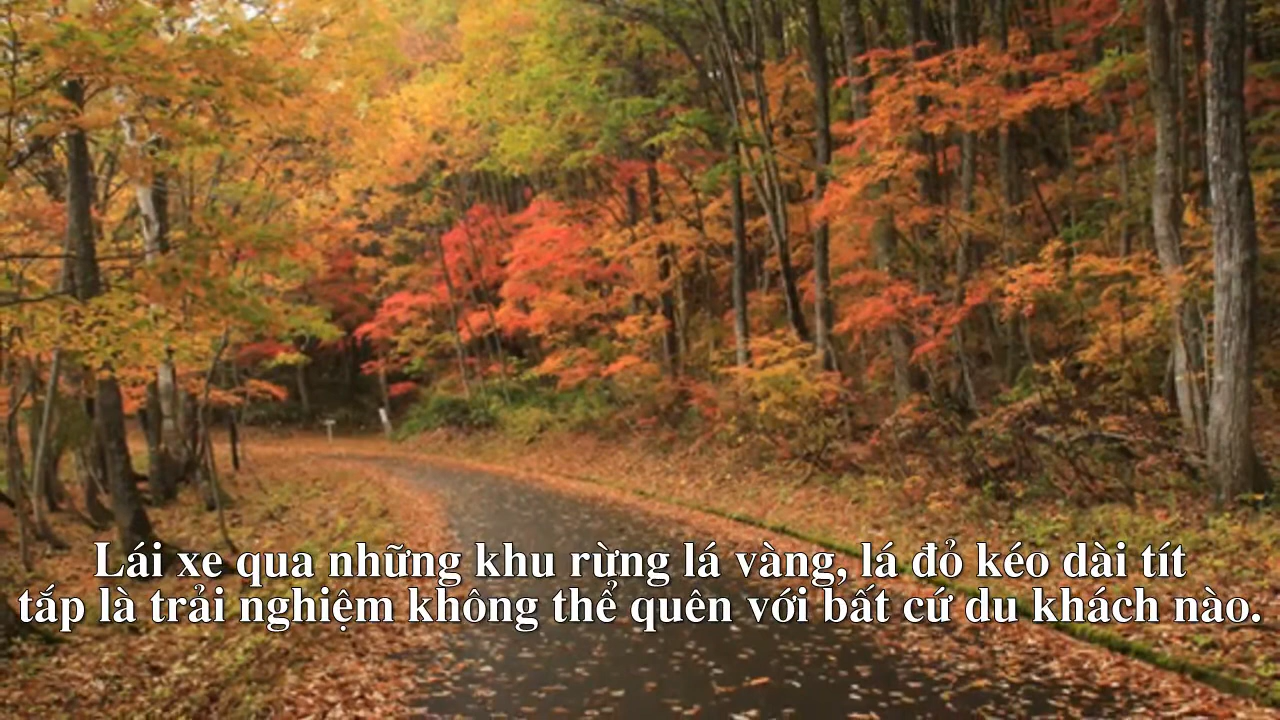 Lái xe qua những khu rừng lá vàng, lá đỏ kéo dài tít
tắp là trải nghiệm không thể quên với bất cứ du khách nào.